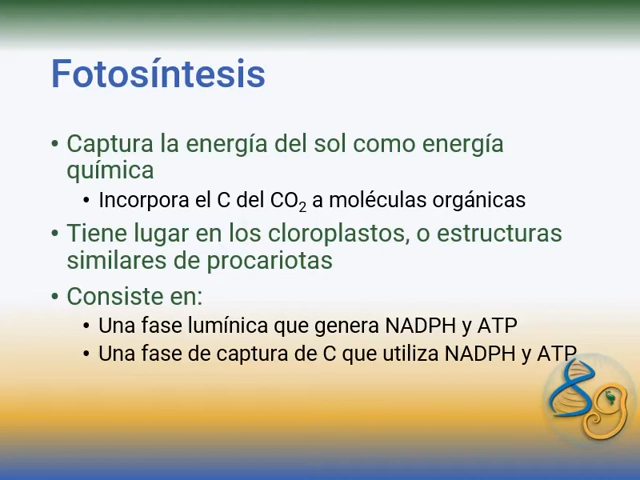 Fotosíntesis
• Captura la energía del sol como energía
química
• Incorpora el C del CO₂ a moléculas orgánicas
• Tiene lugar en los cloroplastos, o estructuras
similares de procariotas
• Consiste en:
• Una fase lumínica que genera NADPH y ATP
• Una fase de captura de C que utiliza NADPH y ATP